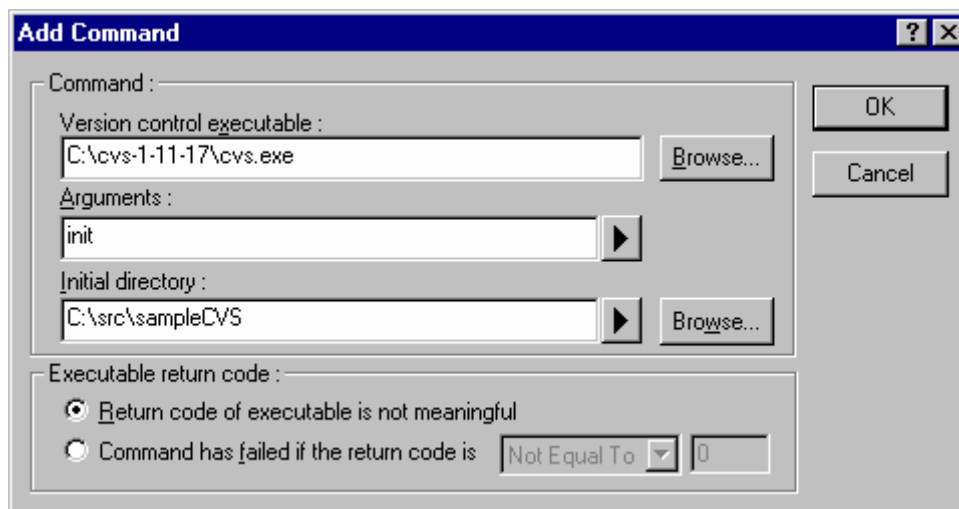 Add Command
Command :
Version control executable :
C:\cvs-1-11-17\cvs.exe
Browse...
Arguments :
init
Initial directory :
C:\src\sampleCVS
Browse...
Executable return code :
Return code of executable is not meaningful
Command has failed if the return code is Not Equal To 0
OK
Cancel